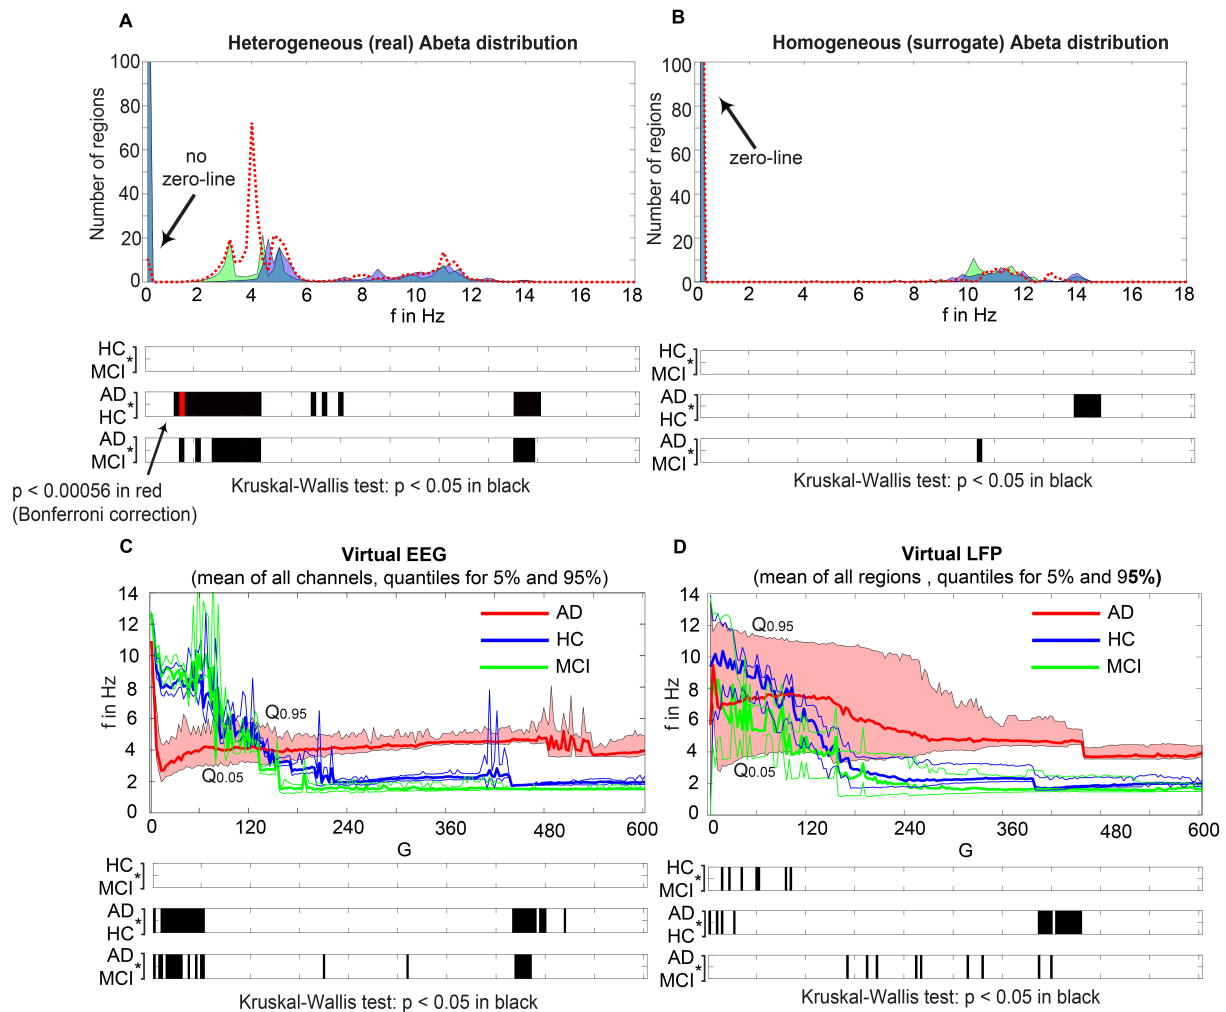 A
Heterogeneous (real) Abeta distribution
Number of regions
100
80
60
40
20
0
no
zero-line
0 2 4 6 8 10 12 14 16 18
f in Hz
HC
MCI
*
AD
HC
*
AD
MCI
*
Kruskal-Wallis test: p < 0.05 in black
p < 0.00056 in red
(Bonferroni correction)
B
Homogeneous (surrogate) Abeta distribution
Number of regions
100
80
60
40
20
0
zero-line
0 2 4 6 8 10 12 14 16 18
f in Hz
HC
MCI
*
AD
HC
*
AD
MCI
*
Kruskal-Wallis test: p < 0.05 in black
C
Virtual EEG
(mean of all channels, quantiles for 5% and 95%)
f in Hz
14
12
10
8
6
4
2
0
AD
HC
MCI
Q0.95
Q0.05
0 120 240 360 480 600
G
HC
MCI
*
AD
HC
*
AD
MCI
*
Kruskal-Wallis test: p < 0.05 in black
D
Virtual LFP
(mean of all regions , quantiles for 5% and 95%)
f in Hz
14
12
10
8
6
4
2
0
AD
HC
MCI
Q0.95
Q0.05
0 120 240 360 480 600
G
HC
MCI
*
AD
HC
*
AD
MCI
*
Kruskal-Wallis test: p < 0.05 in black